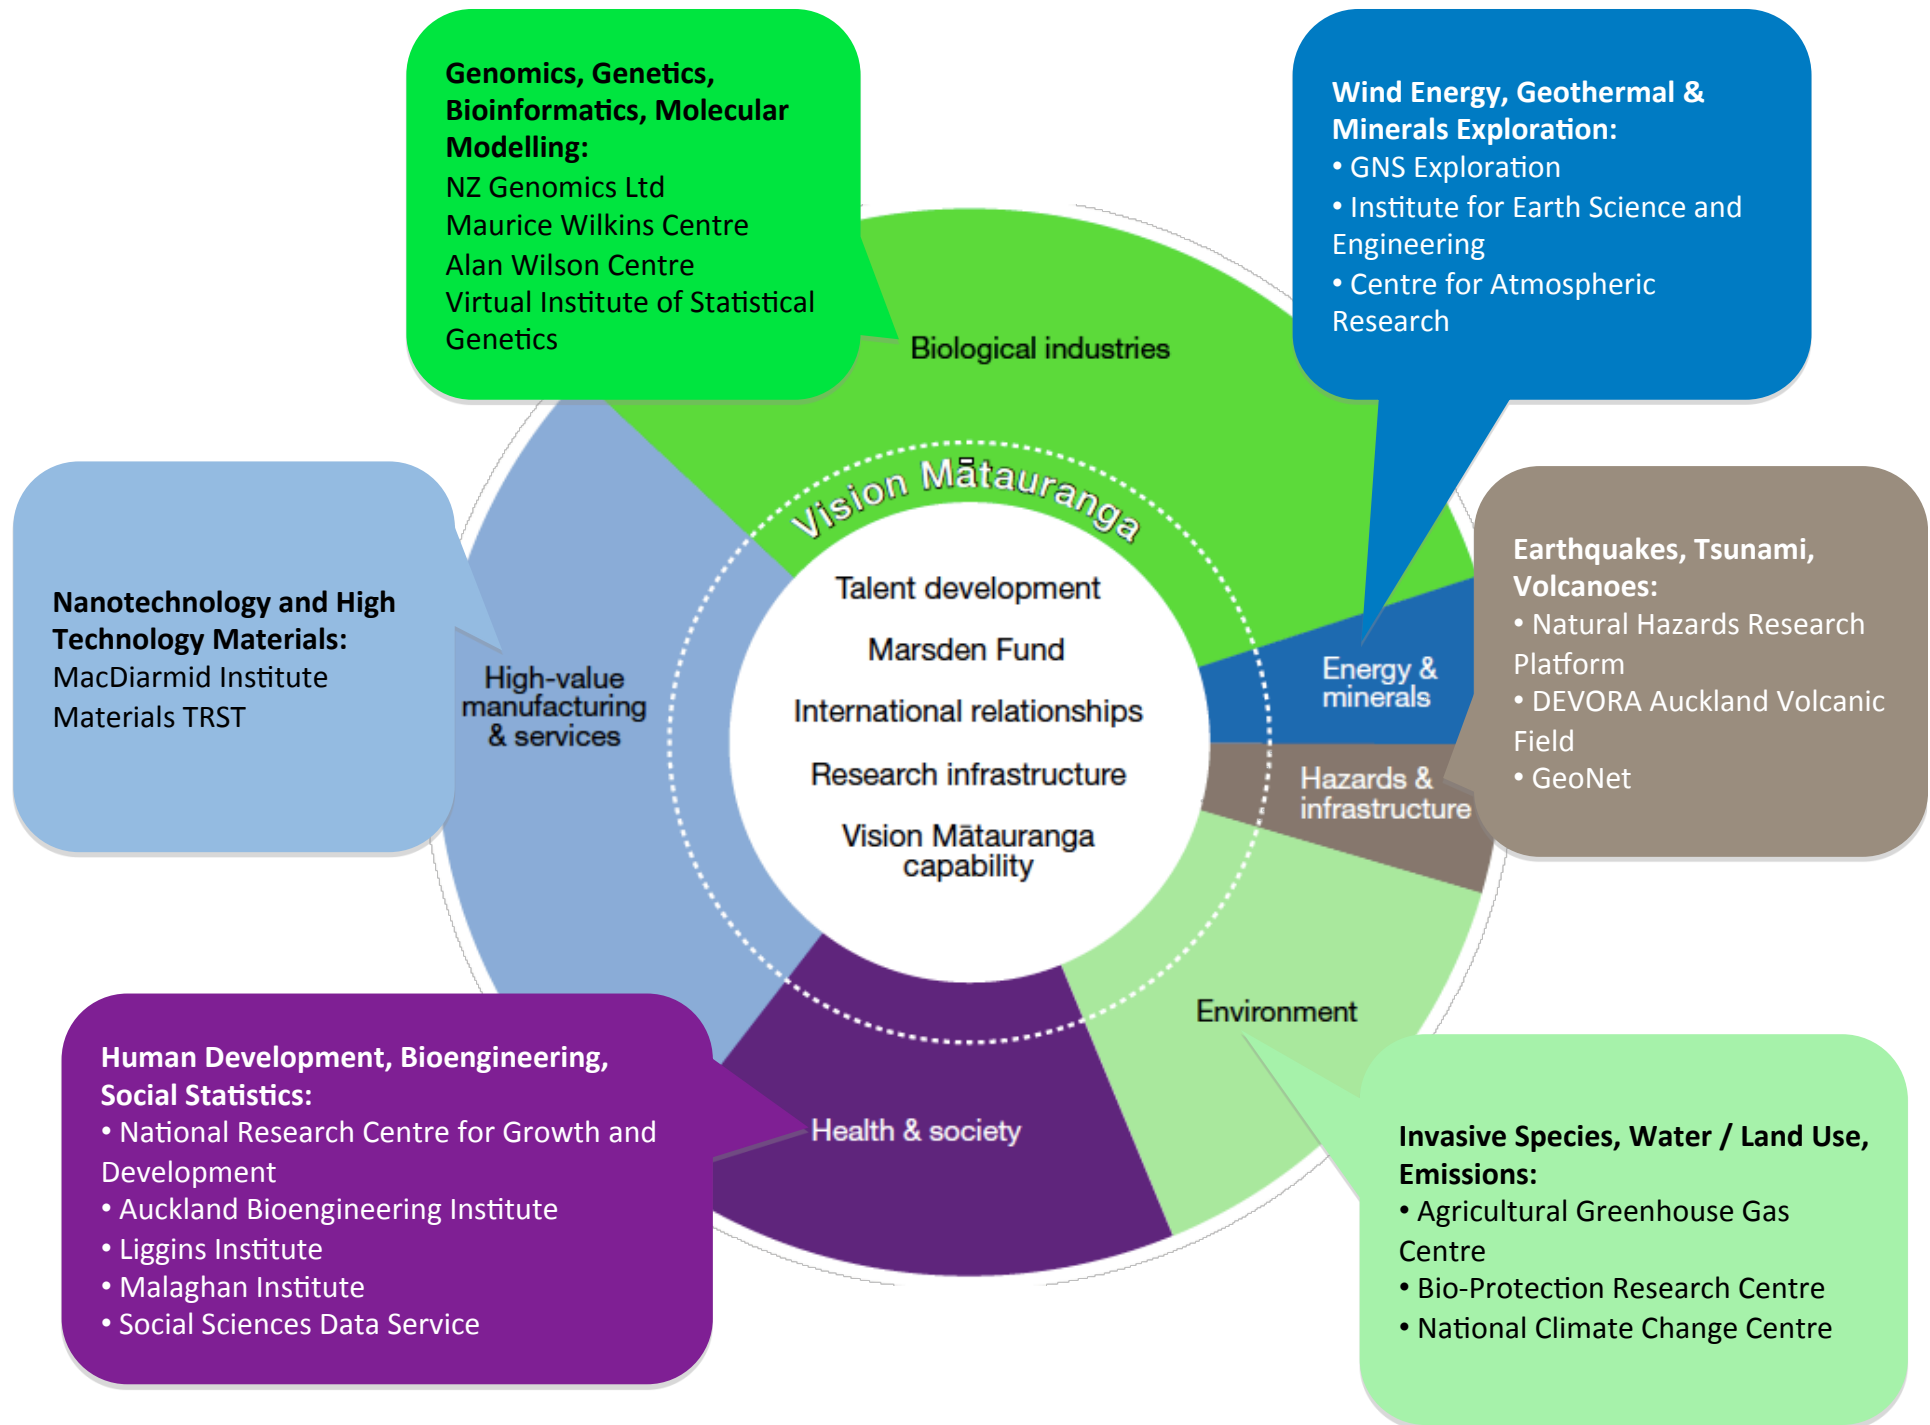 Genomics, Genetics,
Bioinformatics, Molecular
Modelling:
NZ Genomics Ltd
Maurice Wilkins Centre
Alan Wilson Centre
Virtual Institute of Statistical
Genetics
Wind Energy, Geothermal &
Minerals Exploration:
• GNS Exploration
• Institute for Earth Science and
Engineering
• Centre for Atmospheric
Research
Biological industries
Vision Mātauranga
Nanotechnology and High
Technology Materials:
MacDiarmid Institute
Materials TRST
High-value
manufacturing
& services
Talent development
Marsden Fund
International relationships
Research infrastructure
Vision Mātauranga
capability
Energy &
minerals
Hazards &
infrastructure
Earthquakes, Tsunami,
Volcanoes:
• Natural Hazards Research
Platform
• DEVORA Auckland Volcanic
Field
• GeoNet
Environment
Health & society
Human Development, Bioengineering,
Social Statistics:
• National Research Centre for Growth and
Development
• Auckland Bioengineering Institute
• Liggins Institute
• Malaghan Institute
• Social Sciences Data Service
Invasive Species, Water / Land Use,
Emissions:
• Agricultural Greenhouse Gas
Centre
• Bio-Protection Research Centre
• National Climate Change Centre